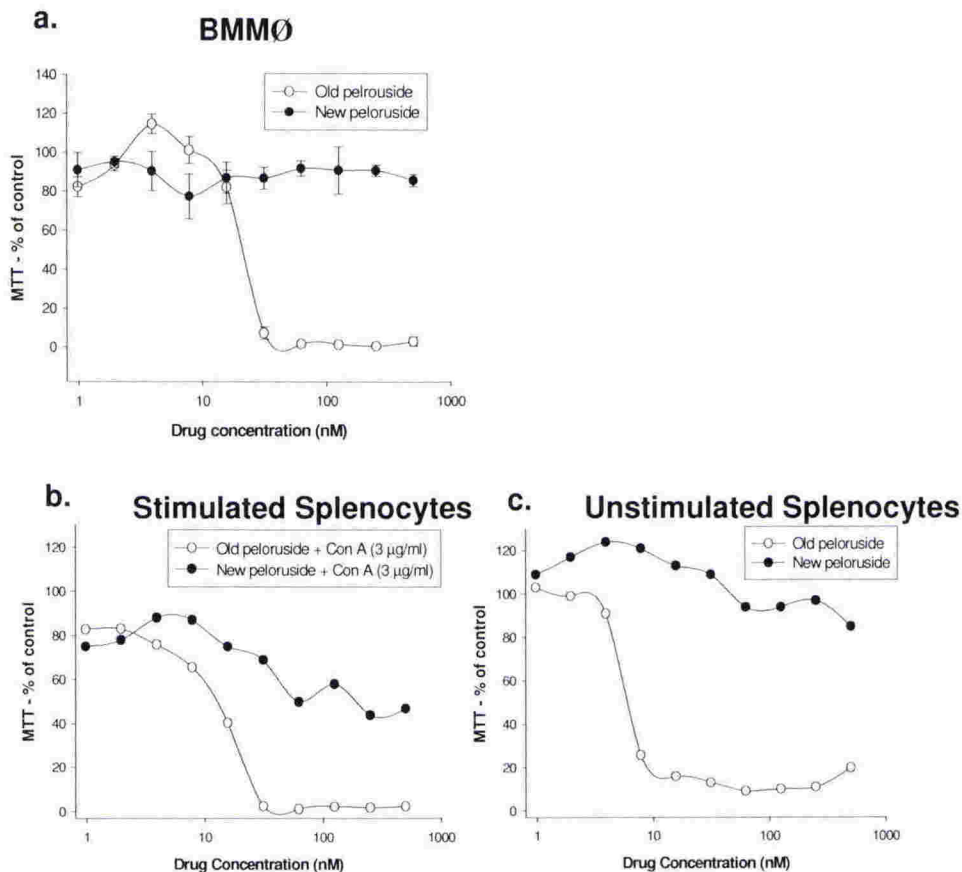 a.
BMMØ
Old pelrouside
New peloruside
140
120
100
80
60
40
20
0
MTT - % of control
1
10
100
1000
Drug concentration (nM)
b.
Stimulated Splenocytes
Old peloruside + Con A (3 µg/ml)
New peloruside + Con A (3 µg/ml)
120
100
80
60
40
20
0
MTT - % of control
1
10
100
1000
Drug Concentration (nM)
c.
Unstimulated Splenocytes
Old peloruside
New peloruside
120
100
80
60
40
20
0
MTT - % of control
1
10
100
1000
Drug Concentration (nM)